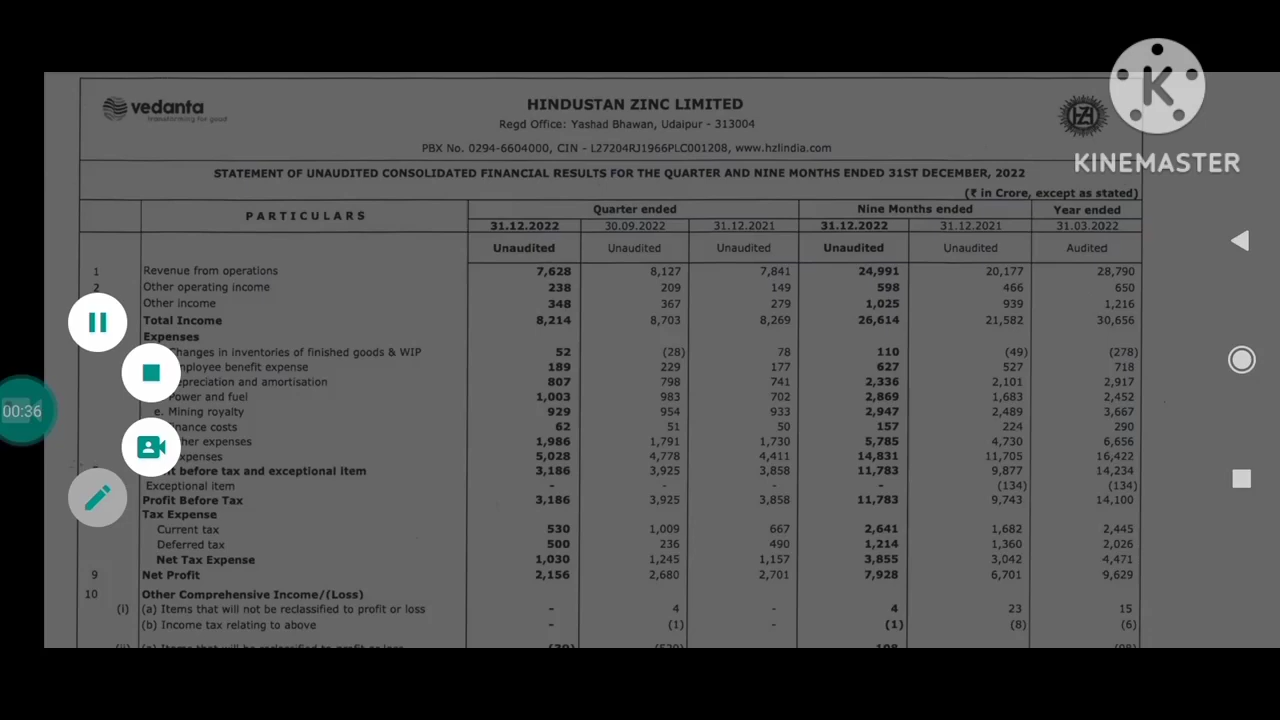 KINEMASTER
vedanta
transforming for good
HINDUSTAN ZINC LIMITED
Regd Office: Yashad Bhawan, Udaipur - 313004
PBX No. 0294-6604000, CIN - L27204RJ1966PLC001208, www.hzlindia.com
STATEMENT OF UNAUDITED CONSOLIDATED FINANCIAL RESULTS FOR THE QUARTER AND NINE MONTHS ENDED 31ST DECEMBER, 2022
(₹ in Crore, except as stated)
PARTICULARS Quarter ended Nine Months ended Year ended
31.12.2022 30.09.2022 31.12.2021 31.12.2022 31.12.2021 31.03.2022
Unaudited Unaudited Unaudited Unaudited Unaudited Audited
1 Revenue from operations 7,628 8,127 7,841 24,991 20,177 28,790
2 Other operating income 238 209 149 598 466 650
Other income 348 367 279 1,025 939 1,216
Total Income 8,214 8,703 8,269 26,614 21,582 30,656
Expenses
Changes in inventories of finished goods & WIP 52 (28) 78 110 (49) (278)
employee benefit expense 189 229 177 627 527 718
depreciation and amortisation 807 798 741 2,336 2,101 2,917
Power and fuel 1,003 983 702 2,869 1,683 2,452
e. Mining royalty 929 954 933 2,947 2,489 3,667
finance costs 62 51 50 157 224 290
other expenses 1,986 1,791 1,730 5,785 4,730 6,656
expenses 5,028 4,778 4,411 14,831 11,705 16,422
before tax and exceptional item 3,186 3,925 3,858 11,783 9,877 14,234
Exceptional item - - - - (134) (134)
Profit Before Tax 3,186 3,925 3,858 11,783 9,743 14,100
Tax Expense
Current tax 530 1,009 667 2,641 1,682 2,445
Deferred tax 500 236 490 1,214 1,360 2,026
Net Tax Expense 1,030 1,245 1,157 3,855 3,042 4,471
9 Net Profit 2,156 2,680 2,701 7,928 6,701 9,629
10 Other Comprehensive Income/(Loss)
(i) (a) Items that will not be reclassified to profit or loss - 4 - 4 23 15
(b) Income tax relating to above - (1) - (1) (8) (6)
00:36